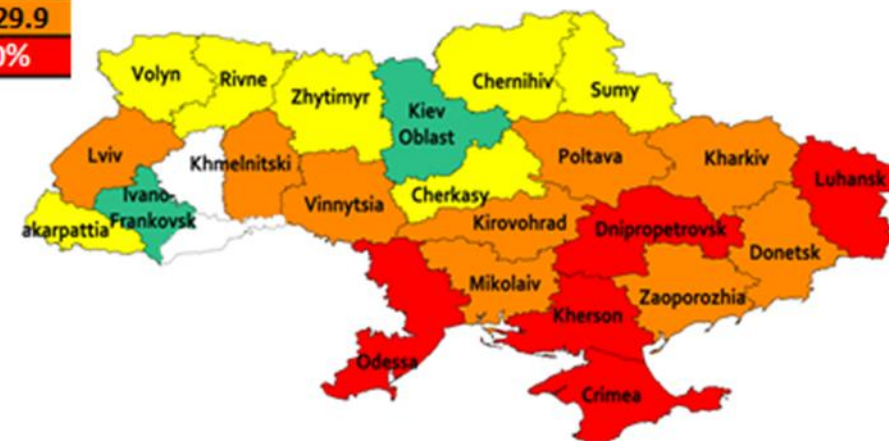 29.9
0%
Volyn
Rivne
Zhytimyr
Kiev
Oblast
Chernihiv
Sumy
Lviv
Khmelnitski
Ivano-
Frankovsk
akarpattia
Vinnytsia
Cherkasy
Poltava
Kharkiv
Luhansk
Kirovohrad
Dnipropetrovsk
Donetsk
Mikolaiv
Zaoporozhia
Kherson
Odessa
Crimea